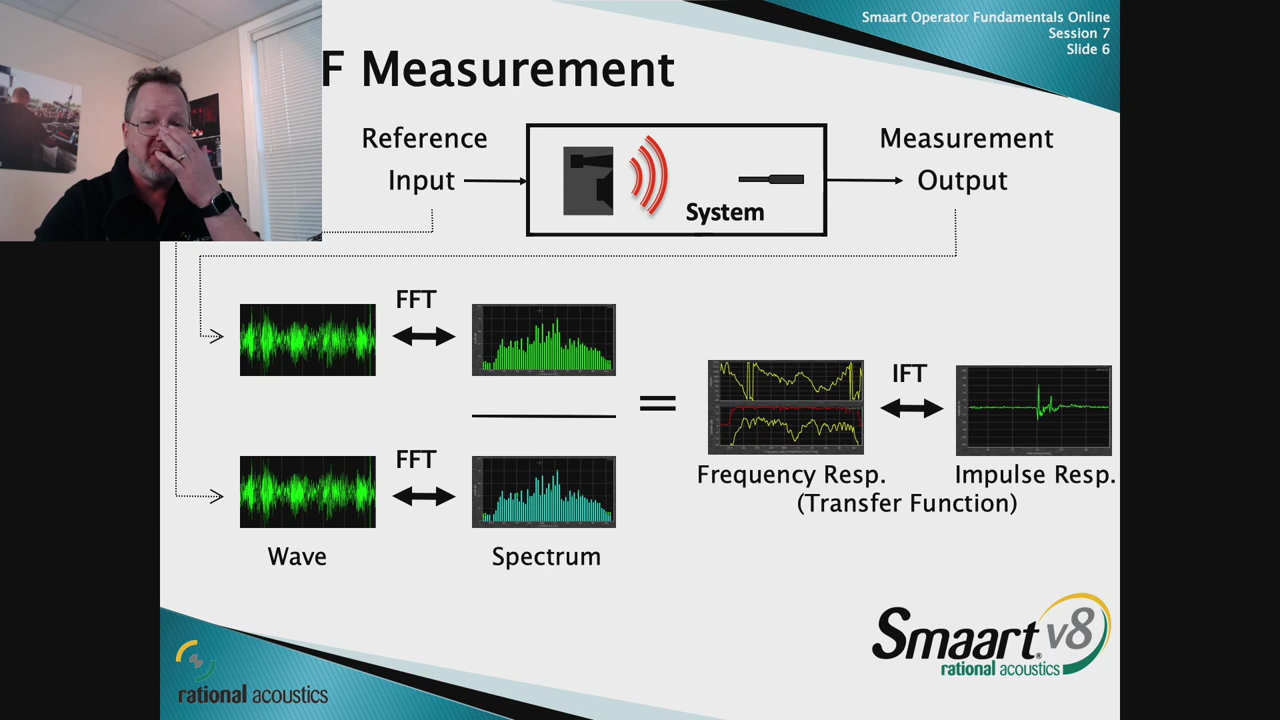 Smaart Operator Fundamentals Online
Session 7
Slide 6
F Measurement
Reference
Input
System
Measurement
Output
FFT
=
IFT
Frequency Resp.
Impulse Resp.
(Transfer Function)
FFT
Wave
Spectrum
Smaart® v8
rational acoustics
rational acoustics